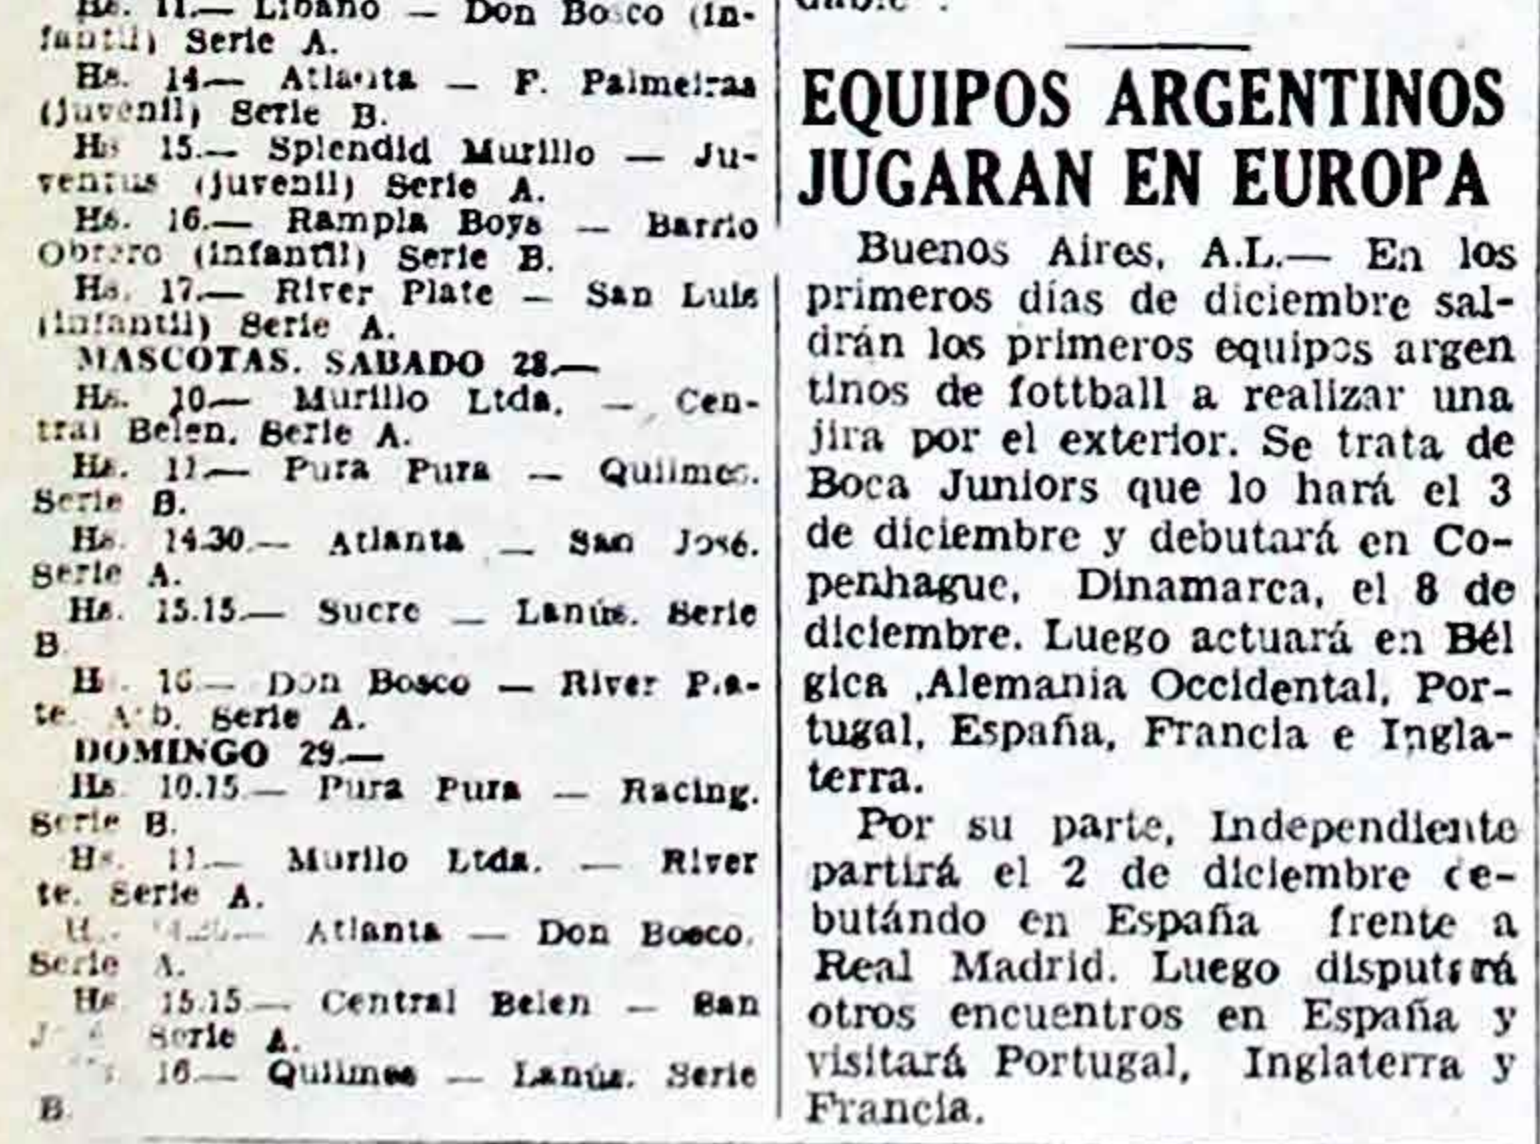 Hs. 11.— Libano — Don Bosco (in-
fantil) Serie A.
Hs. 14— Atlanta — F. Palmeiras
(juvenil) Serie B.
Hs 15.— Splendid Murillo — Ju-
ventus (juvenil) Serie A.
Hs. 16.— Rampla Boys — Barrio
Obrero (infantil) Serie B.
Hs. 17.— River Plate — San Luis
(infantil) Serie A.
MASCOTAS. SABADO 28.—
Hs. 10— Murillo Ltda. — Cen-
tral Belen. Serie A.
Hs. 11.— Pura Pura — Quilmes.
Serie B.
Hs. 14.30.— Atlanta — San José.
Serie A.
Hs. 15.15.— Sucre — Lanús. Serie
B.
H . 16— Don Bosco — River Pla-
te. Serie A.
DOMINGO 29.—
Hs 10.15.— Pura Pura — Racing.
Serie B.
Hs. 11.— Murillo Ltda. — River
te. Serie A.
Atlanta — Don Bosco.
Serie A.
Hs 15.15.— Central Belen — San
Serie A.
16.— Quilmes — Lanús. Serie
B.
EQUIPOS ARGENTINOS
JUGARAN EN EUROPA
Buenos Aires, A.L.— En los
primeros días de diciembre sal-
drán los primeros equipos argen
tinos de fottball a realizar una
jira por el exterior. Se trata de
Boca Juniors que lo hará el 3
de diciembre y debutará en Co-
penhague, Dinamarca, el 8 de
diciembre. Luego actuará en Bél
gica ,Alemania Occidental, Por-
tugal, España, Francia e Ingla-
terra.
Por su parte, Independiente
partirá el 2 de diciembre de-
butándo en España frente a
Real Madrid. Luego disputará
otros encuentros en España y
visitará Portugal, Inglaterra y
Francia.